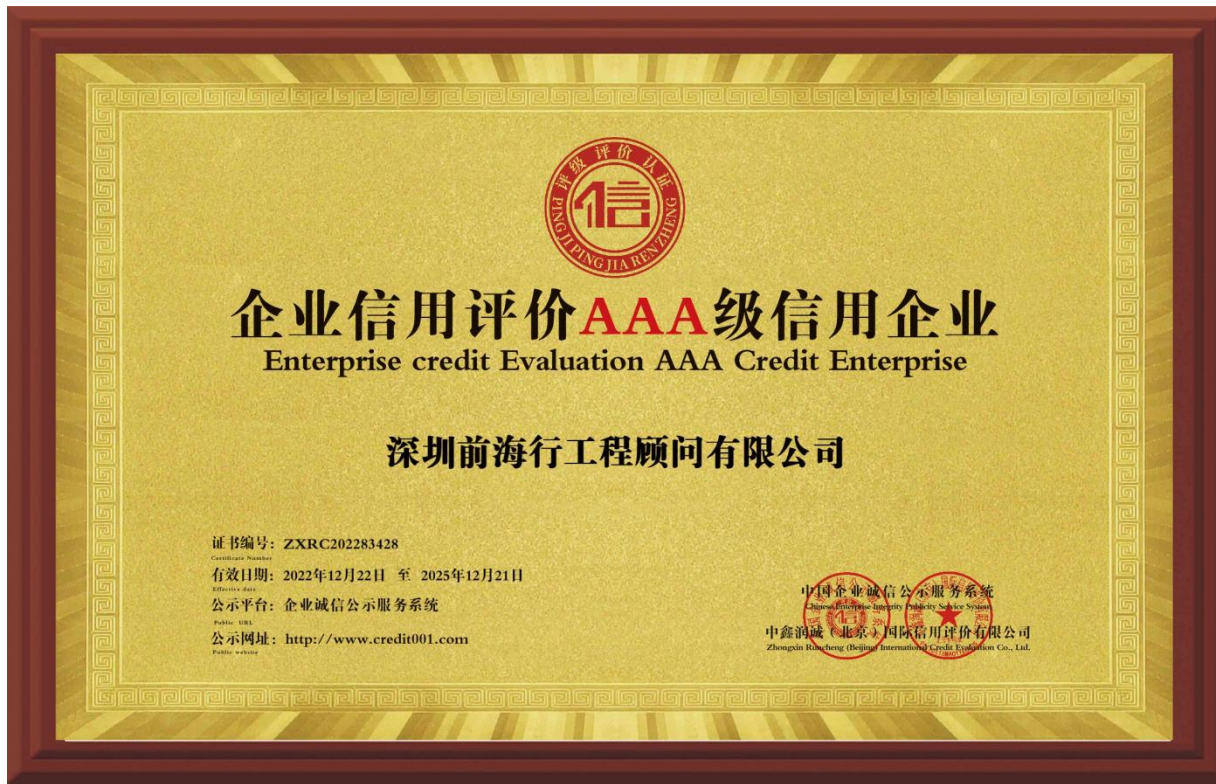 评级评价认证
PING JI PING JIA REN ZHENG
信
企业信用评价AAA级信用企业
Enterprise credit Evaluation AAA Credit Enterprise
深圳前海行工程顾问有限公司
证书编号：ZXRC202283428
Certificate Number
有效日期：2022年12月22日 至 2025年12月21日
Effective date
公示平台：企业诚信公示服务系统
Public URL
公示网址：http://www.credit001.com
Public website
中国企业诚信公示服务系统
Chinese Enterprise Integrity Publicity Service System
中鑫润诚（北京）国际信用评价有限公司
Zhongxin Runcheng (Beijing) International Credit Evaluation Co., Ltd.